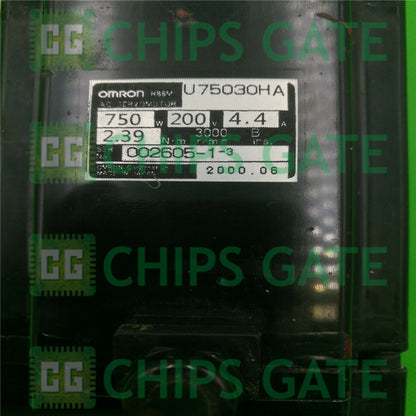 CHIPS GATE
OMRON R88M- U75030HA
AC SERVOMOTOR
750 W 200 V 4.4 A
2.39 N·m 3000 r/min B ins.
002605-1-3
2000.06
MADE IN JAPAN
CHIPS GATE
CHIPS GATE
CHIPS GATE